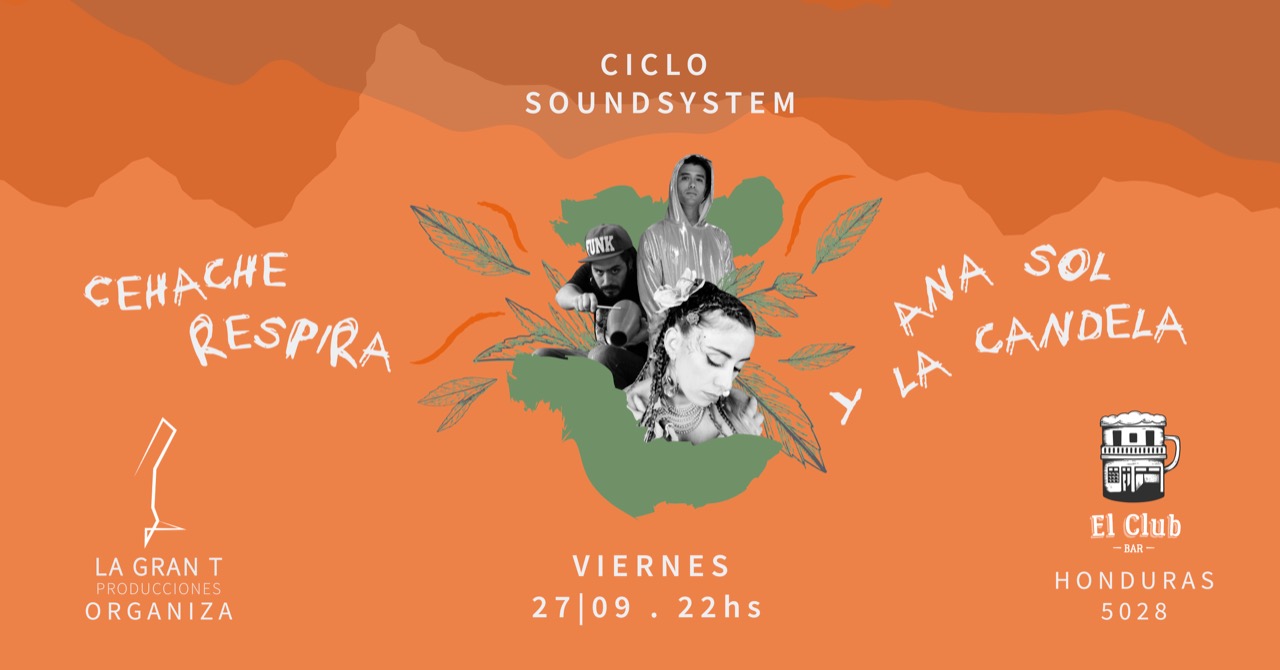 CICLO
SOUNDSYSTEM
CEHACHE
RESPIRA
ANA SOL
Y LA CANDELA
LA GRAN T
PRODUCCIONES
ORGANIZA
VIERNES
27|09 . 22hs
El Club
BAR
HONDURAS
5028